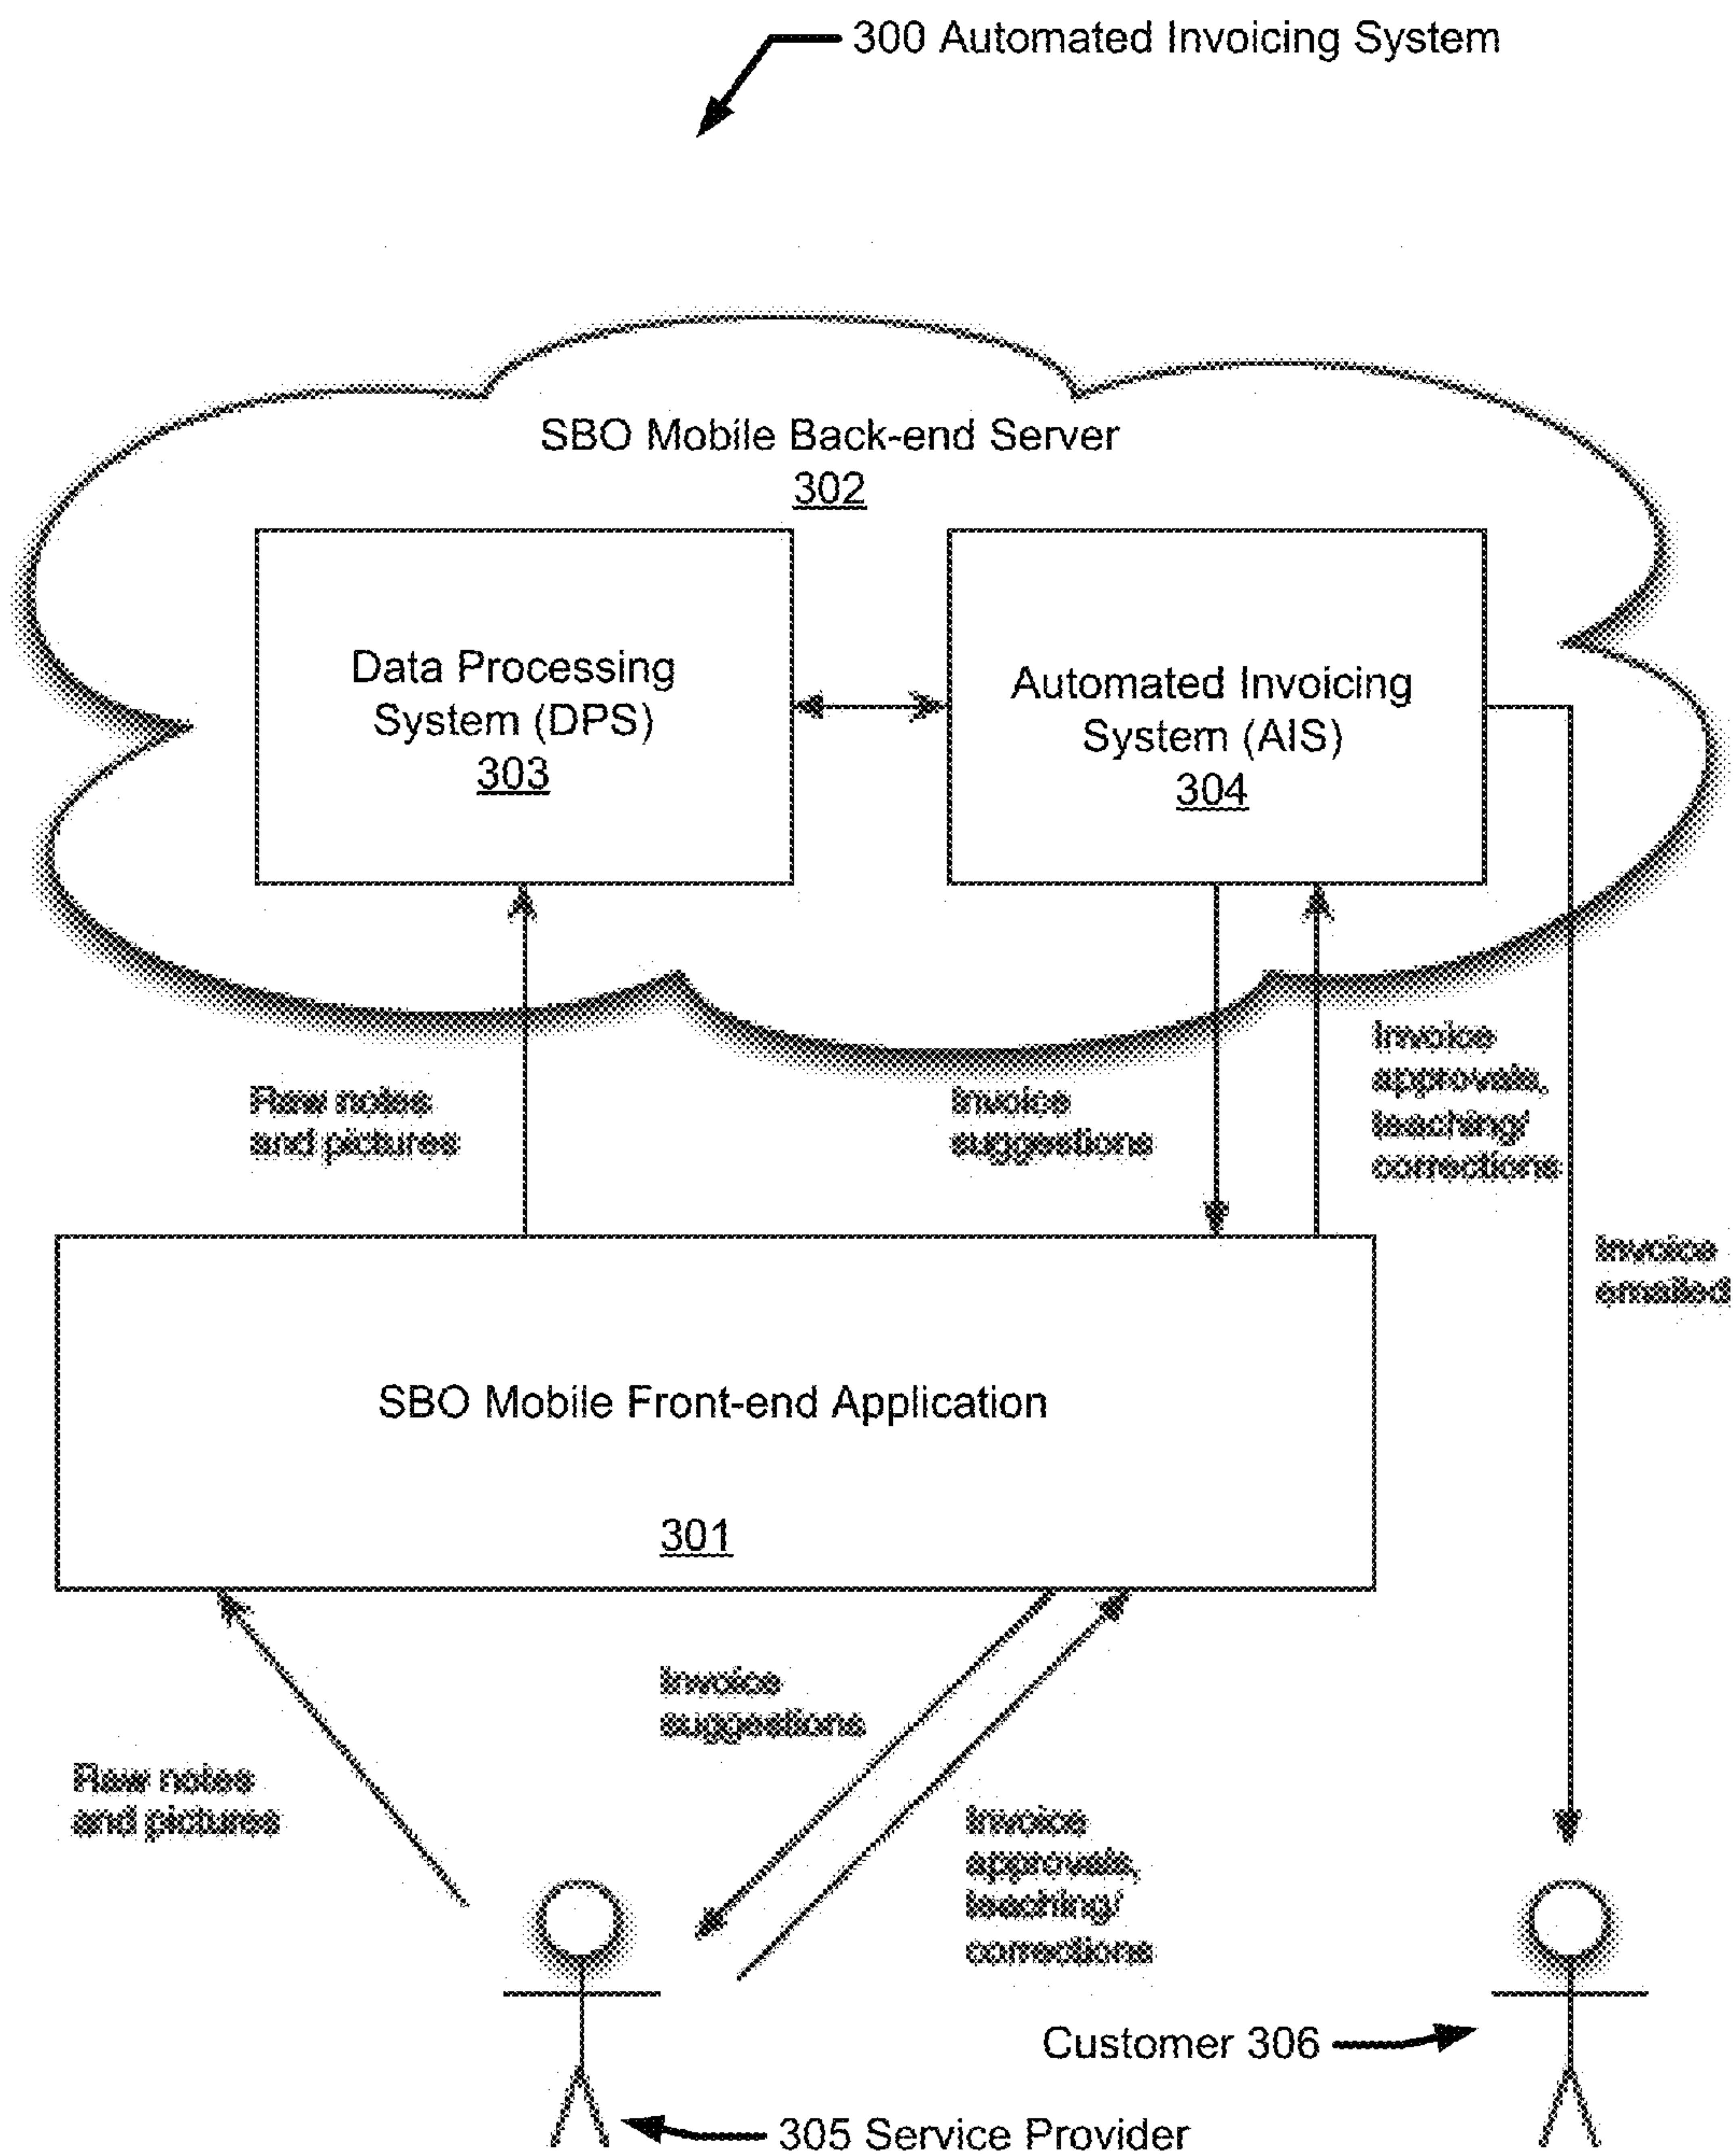 300 Automated Invoicing System
SBO Mobile Back-end Server
302
Data Processing
System (DPS)
303
Automated Invoicing
System (AIS)
304
Raw notes
and pictures
Invoice
suggestions
Invoice
approvals,
teaching/
corrections
Invoice
emailed
SBO Mobile Front-end Application
301
Raw notes
and pictures
Invoice
suggestions
Invoice
approvals,
teaching/
corrections
Customer 306
305 Service Provider